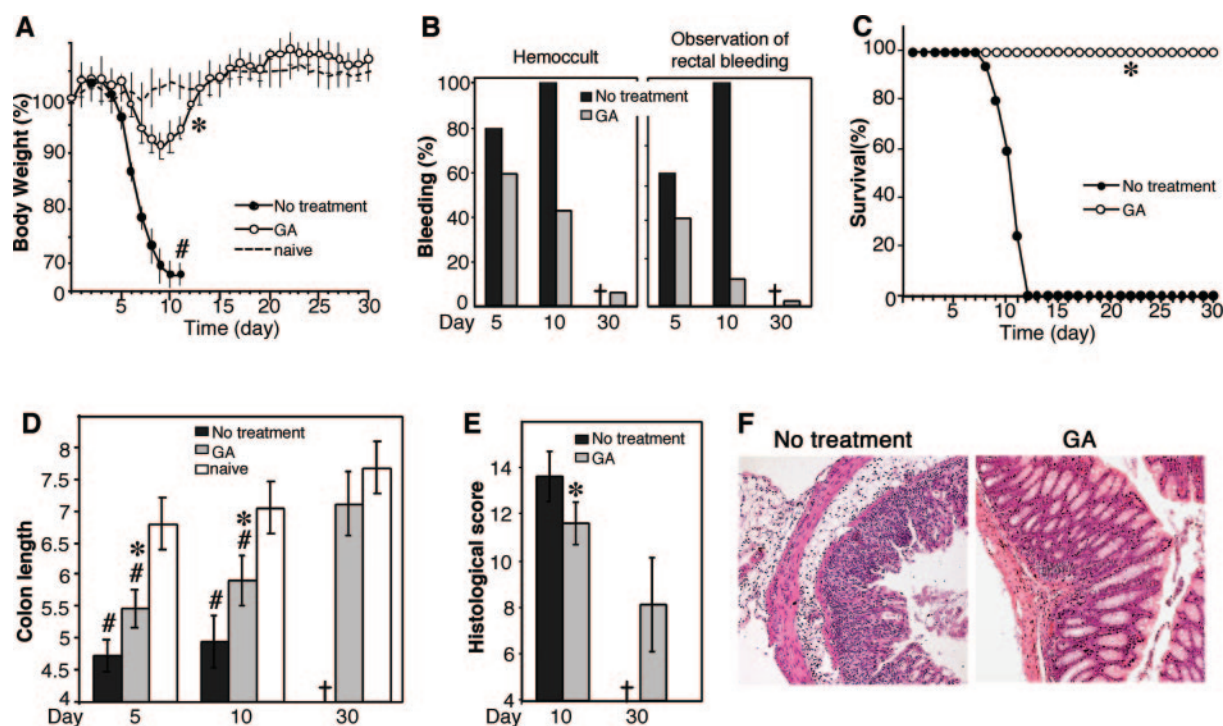 A
Body Weight (%)
100
90
80
70
0
5
10
15
20
25
30
Time (day)
No treatment
GA
naive
*
#
B
Hemoccult
Observation of
rectal bleeding
Bleeding (%)
100
80
60
40
20
0
No treatment
GA
†
†
Day 5 10 30 5 10 30
C
Survival(%)
100
80
60
40
20
0
*
No treatment
GA
5 10 15 20 25 30
Time (day)
D
Colon length
8
7.5
7
6.5
6
5.5
5
4.5
4
No treatment
GA
naive
#
*
#
#
*
#
†
Day 5 10 30
E
Histological score
14
12
10
8
6
4
No treatment
GA
*
†
Day 10 30
F
No treatment GA